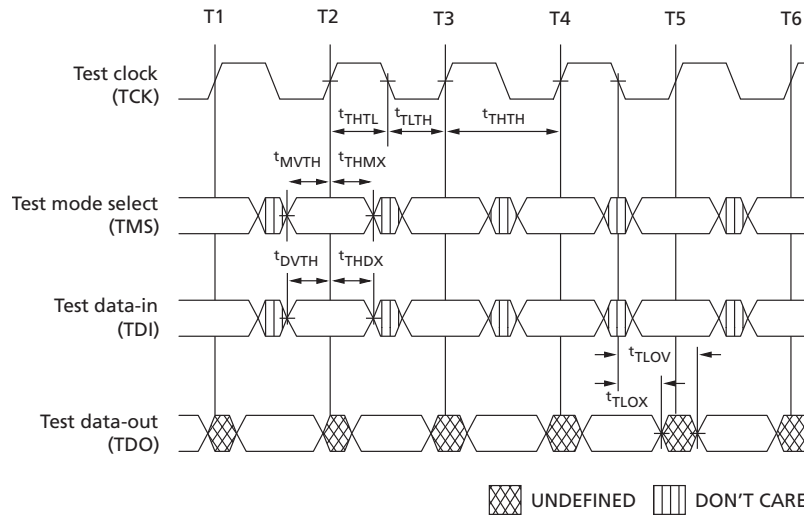 T1 T2 T3 T4 T5 T6
Test clock
(TCK)
tTHTL tTLTH tTHTH
tMVTH tTHMX
Test mode select
(TMS)
tDVTH tTHDX
Test data-in
(TDI)
tTLOV
tTLOX
Test data-out
(TDO)
UNDEFINED DON'T CARE